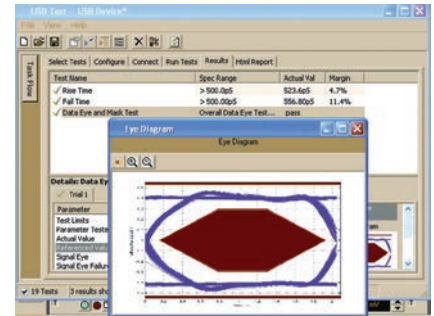 USB Test - USB Device*
File View Help
Task Flow
Select Tests Configure Connect Run Tests Results Html Report
Test Name Spec Range Actual Val Margin
Rise Time > 500.0pS 523.6pS 4.7%
Fall Time > 500.0pS 556.80pS 11.4%
Data Eye and Mask Test Overal Data Eye Test... pass
Eye Diagram
Eye Diagram
Details: Data Ey
Trial 1
Parameter
Test Limits
Parameter Teste
Actual Value
Signal Eye
Signal Eye Failur
19 Tests 3 results sh